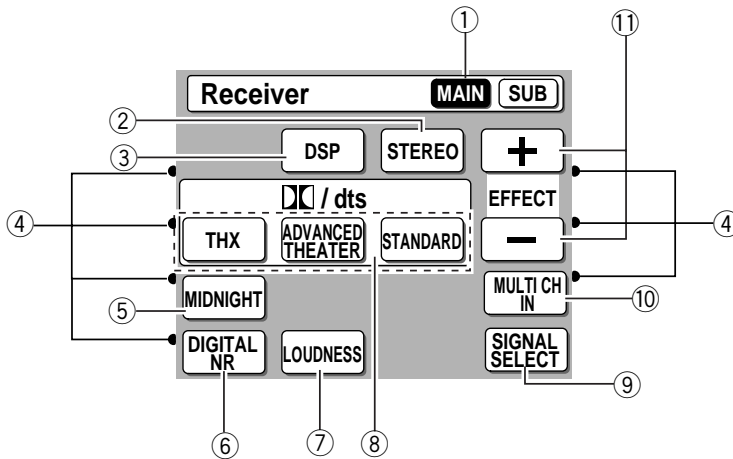 ① ⑪
Receiver MAIN SUB
②
③ DSP STEREO +
/ dts EFFECT
④ ④
THX ADVANCED THEATER STANDARD −
⑤ MIDNIGHT MULTI CH IN ⑩
DIGITAL NR LOUDNESS SIGNAL SELECT
⑥ ⑦ ⑧ ⑨